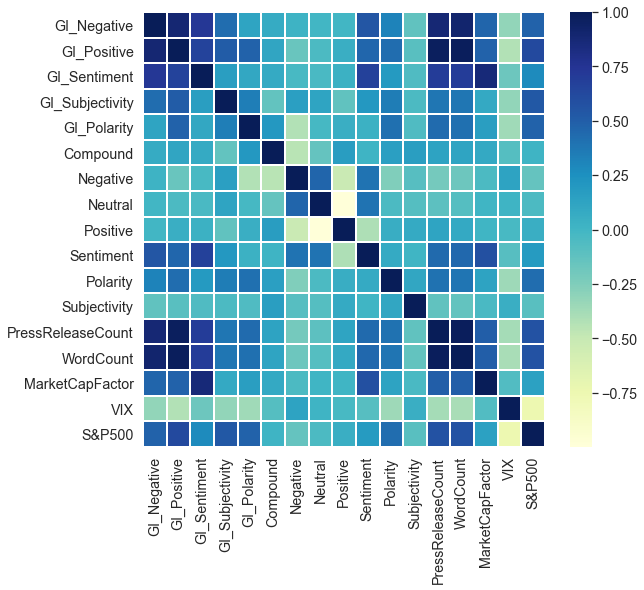 GI_Negative
GI_Positive
GI_Sentiment
GI_Subjectivity
GI_Polarity
Compound
Negative
Neutral
Positive
Sentiment
Polarity
Subjectivity
PressReleaseCount
WordCount
MarketCapFactor
VIX
S&P500
GI_Negative
GI_Positive
GI_Sentiment
GI_Subjectivity
GI_Polarity
Compound
Negative
Neutral
Positive
Sentiment
Polarity
Subjectivity
PressReleaseCount
WordCount
MarketCapFactor
VIX
S&P500
1.00
0.75
0.50
0.25
0.00
−0.25
−0.50
−0.75